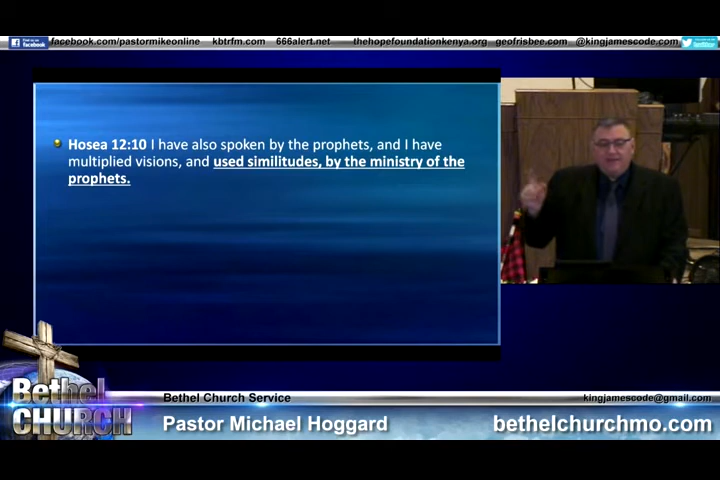 facebook.com/pastormikeonline kbtrfm.com 666alert.net thehopefoundationkenya.org geofrisbee.com @kingjamescode.com
facebook
Hosea 12:10 I have also spoken by the prophets, and I have
multiplied visions, and used similitudes, by the ministry of the
prophets.
Bethel
CHURCH
Bethel Church Service
kingjamescode@gmail.com
Pastor Michael Hoggard
bethelchurchmo.com